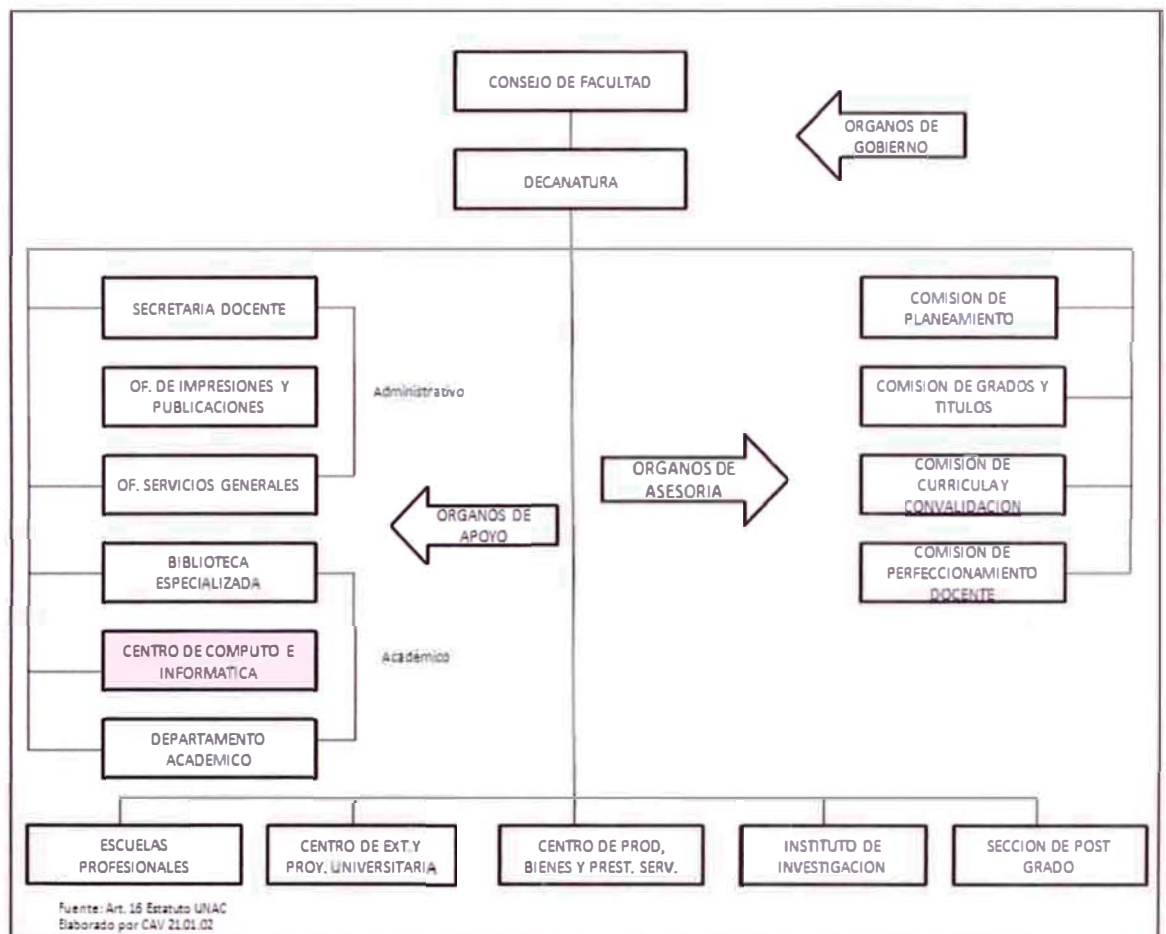 CONSEJO DE FACULTAD
ORGANOS DE
GOBIERNO
DECANATURA
SECRETARIA DOCENTE
OF. DE IMPRESIONES Y
PUBLICACIONES
Administrativo
OF. SERVICIOS GENERALES
ORGANOS DE
APOYO
BIBLIOTECA
ESPECIALIZADA
CENTRO DE COMPUTO E
INFORMATICA
Académico
DEPARTAMENTO
ACADEMICO
ORGANOS DE
ASESORIA
COMISION DE
PLANEAMIENTO
COMISION DE GRADOS Y
TITULOS
COMISIÓN DE
CURRICULA Y
CONVALIDACION
COMISION DE
PERFECCIONAMIENTO
DOCENTE
ESCUELAS
PROFESIONALES
CENTRO DE EXT. Y
PROY. UNIVERSITARIA
CENTRO DE PROD,
BIENES Y PREST. SERV.
INSTITUTO DE
INVESTIGACION
SECCION DE POST
GRADO
Fuente: Art. 16 Estatuto UNAC
Elaborado por CAV 21.01.02